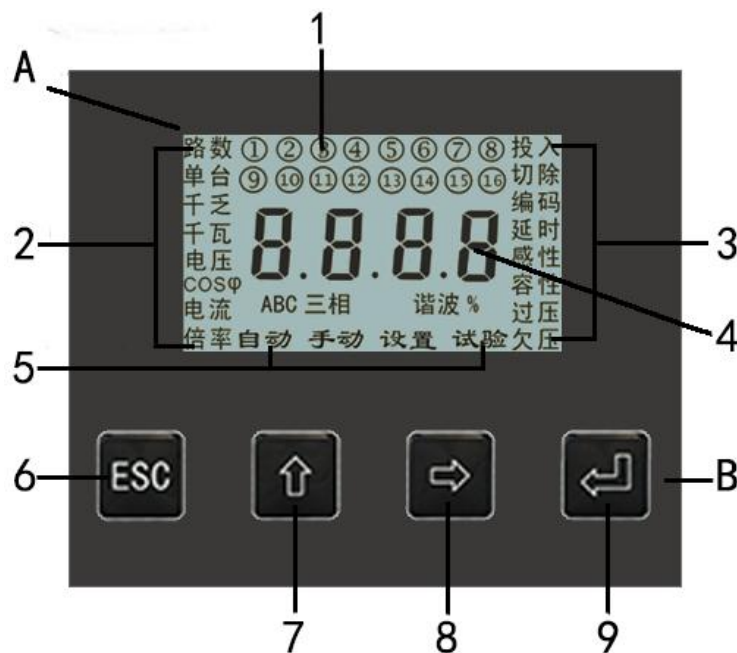 1
A
路数 ① ② ③ ④ ⑤ ⑥ ⑦ ⑧ 投入
单台 ⑨ ⑩ ⑪ ⑫ ⑬ ⑭ ⑮ ⑯ 切除
千乏 编码
千瓦 8.8.8.8 延时
2 电压 感性 3
COSφ 容性
电流 ABC 三相 谐波 % 过压 4
倍率 自动 手动 设置 试验 欠压
5
6 ESC B
7 8 9